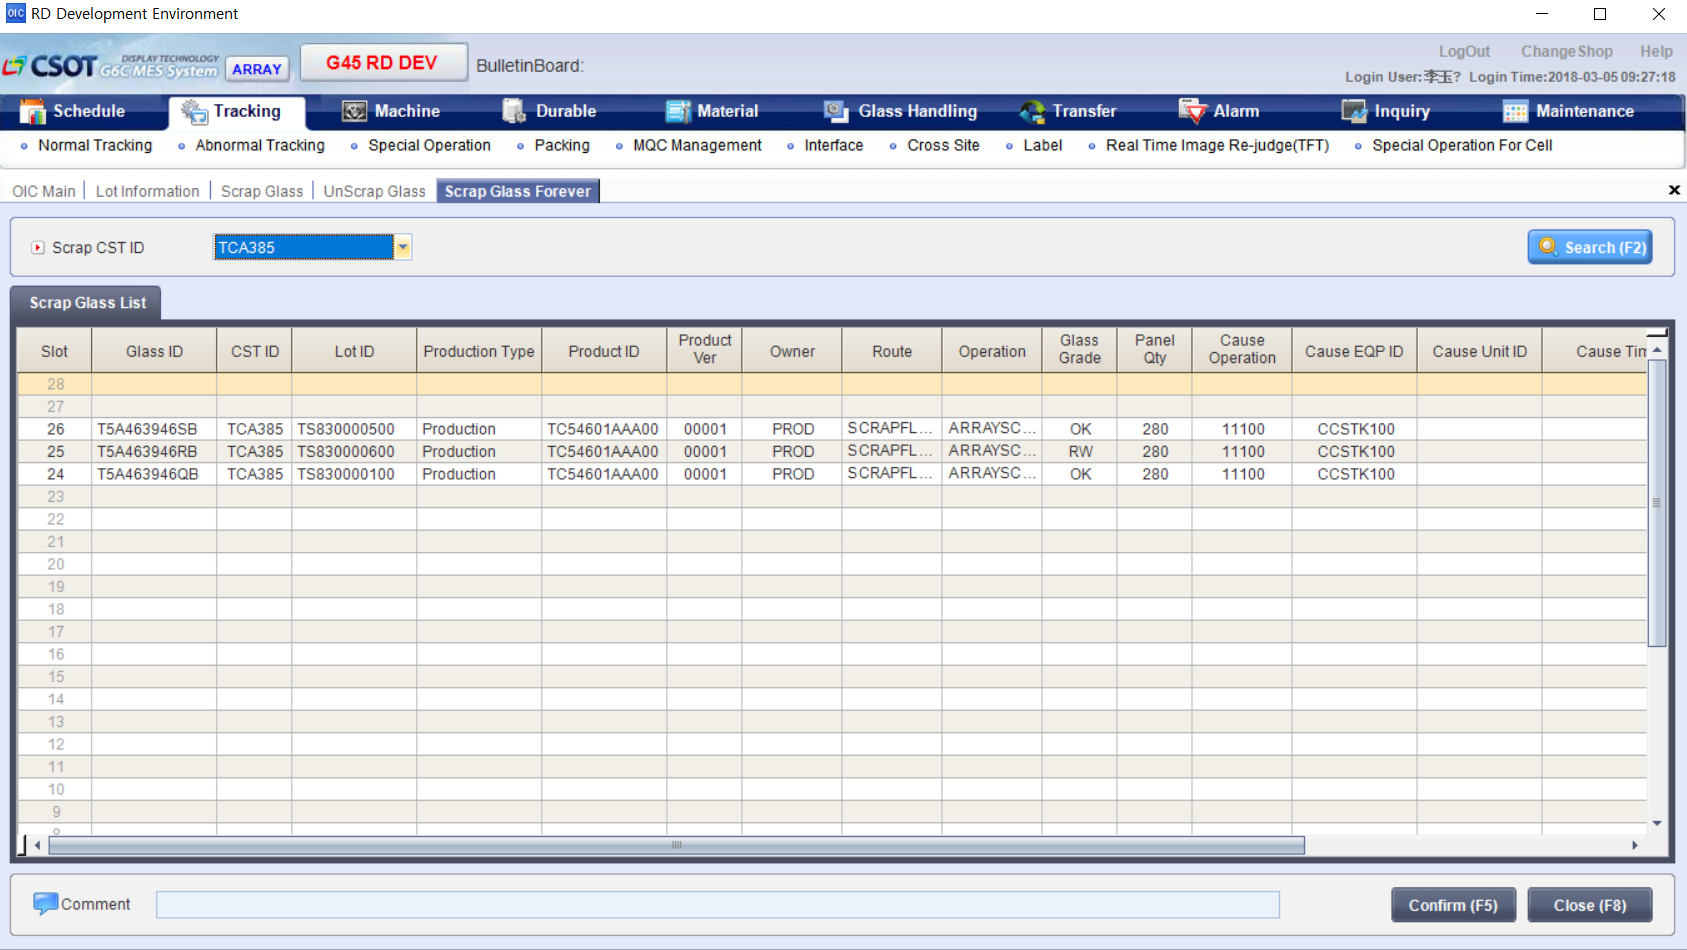 OIC RD Development Environment
CSOT DISPLAY TECHNOLOGY G6C MES System ARRAY G45 RD DEV BulletinBoard:
LogOut ChangeShop Help
Login User:李玉? Login Time:2018-03-05 09:27:18
Schedule Tracking Machine Durable Material Glass Handling Transfer Alarm Inquiry Maintenance
Normal Tracking Abnormal Tracking Special Operation Packing MQC Management Interface Cross Site Label Real Time Image Re-judge(TFT) Special Operation For Cell
OIC Main Lot Information Scrap Glass UnScrap Glass Scrap Glass Forever
Scrap CST ID TCA385 Search (F2)
Scrap Glass List
Slot Glass ID CST ID Lot ID Production Type Product ID Product Ver Owner Route Operation Glass Grade Panel Qty Cause Operation Cause EQP ID Cause Unit ID Cause Tim
28
27
26 T5A463946SB TCA385 TS830000500 Production TC54601AAA00 00001 PROD SCRAPFL... ARRAYSC... OK 280 11100 CCSTK100
25 T5A463946RB TCA385 TS830000600 Production TC54601AAA00 00001 PROD SCRAPFL... ARRAYSC... RW 280 11100 CCSTK100
24 T5A463946QB TCA385 TS830000100 Production TC54601AAA00 00001 PROD SCRAPFL... ARRAYSC... OK 280 11100 CCSTK100
23
22
21
20
19
18
17
16
15
14
13
12
11
10
9
8
Comment Confirm (F5) Close (F8)